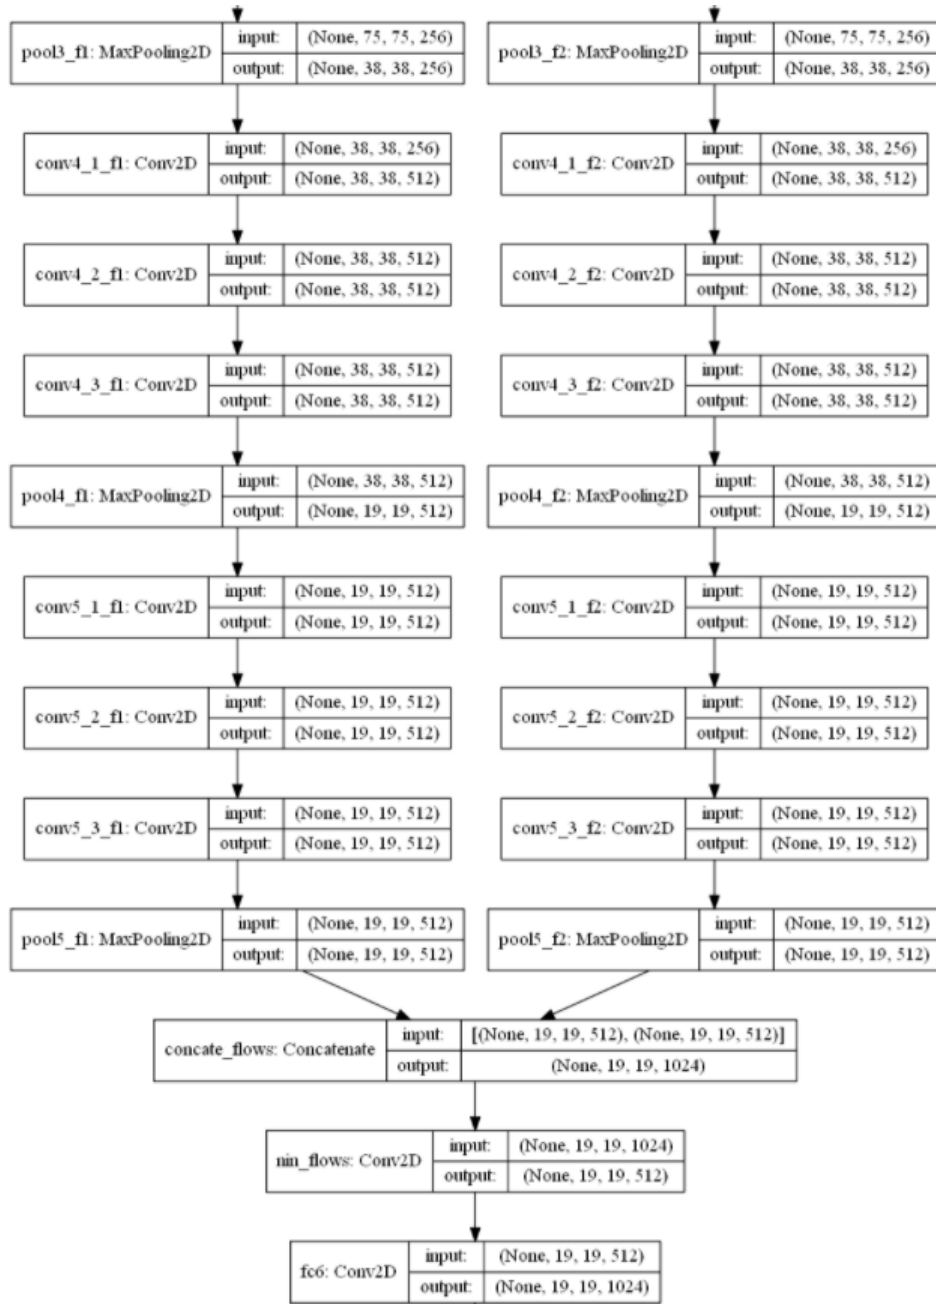 pool3_f1: MaxPooling2D input: (None, 75, 75, 256)
output: (None, 38, 38, 256)
pool3_f2: MaxPooling2D input: (None, 75, 75, 256)
output: (None, 38, 38, 256)
conv4_1_f1: Conv2D input: (None, 38, 38, 256)
output: (None, 38, 38, 512)
conv4_1_f2: Conv2D input: (None, 38, 38, 256)
output: (None, 38, 38, 512)
conv4_2_f1: Conv2D input: (None, 38, 38, 512)
output: (None, 38, 38, 512)
conv4_2_f2: Conv2D input: (None, 38, 38, 512)
output: (None, 38, 38, 512)
conv4_3_f1: Conv2D input: (None, 38, 38, 512)
output: (None, 38, 38, 512)
conv4_3_f2: Conv2D input: (None, 38, 38, 512)
output: (None, 38, 38, 512)
pool4_f1: MaxPooling2D input: (None, 38, 38, 512)
output: (None, 19, 19, 512)
pool4_f2: MaxPooling2D input: (None, 38, 38, 512)
output: (None, 19, 19, 512)
conv5_1_f1: Conv2D input: (None, 19, 19, 512)
output: (None, 19, 19, 512)
conv5_1_f2: Conv2D input: (None, 19, 19, 512)
output: (None, 19, 19, 512)
conv5_2_f1: Conv2D input: (None, 19, 19, 512)
output: (None, 19, 19, 512)
conv5_2_f2: Conv2D input: (None, 19, 19, 512)
output: (None, 19, 19, 512)
conv5_3_f1: Conv2D input: (None, 19, 19, 512)
output: (None, 19, 19, 512)
conv5_3_f2: Conv2D input: (None, 19, 19, 512)
output: (None, 19, 19, 512)
pool5_f1: MaxPooling2D input: (None, 19, 19, 512)
output: (None, 19, 19, 512)
pool5_f2: MaxPooling2D input: (None, 19, 19, 512)
output: (None, 19, 19, 512)
concate_flows: Concatenate input: [(None, 19, 19, 512), (None, 19, 19, 512)]
output: (None, 19, 19, 1024)
nin_flows: Conv2D input: (None, 19, 19, 1024)
output: (None, 19, 19, 512)
fc6: Conv2D input: (None, 19, 19, 512)
output: (None, 19, 19, 1024)